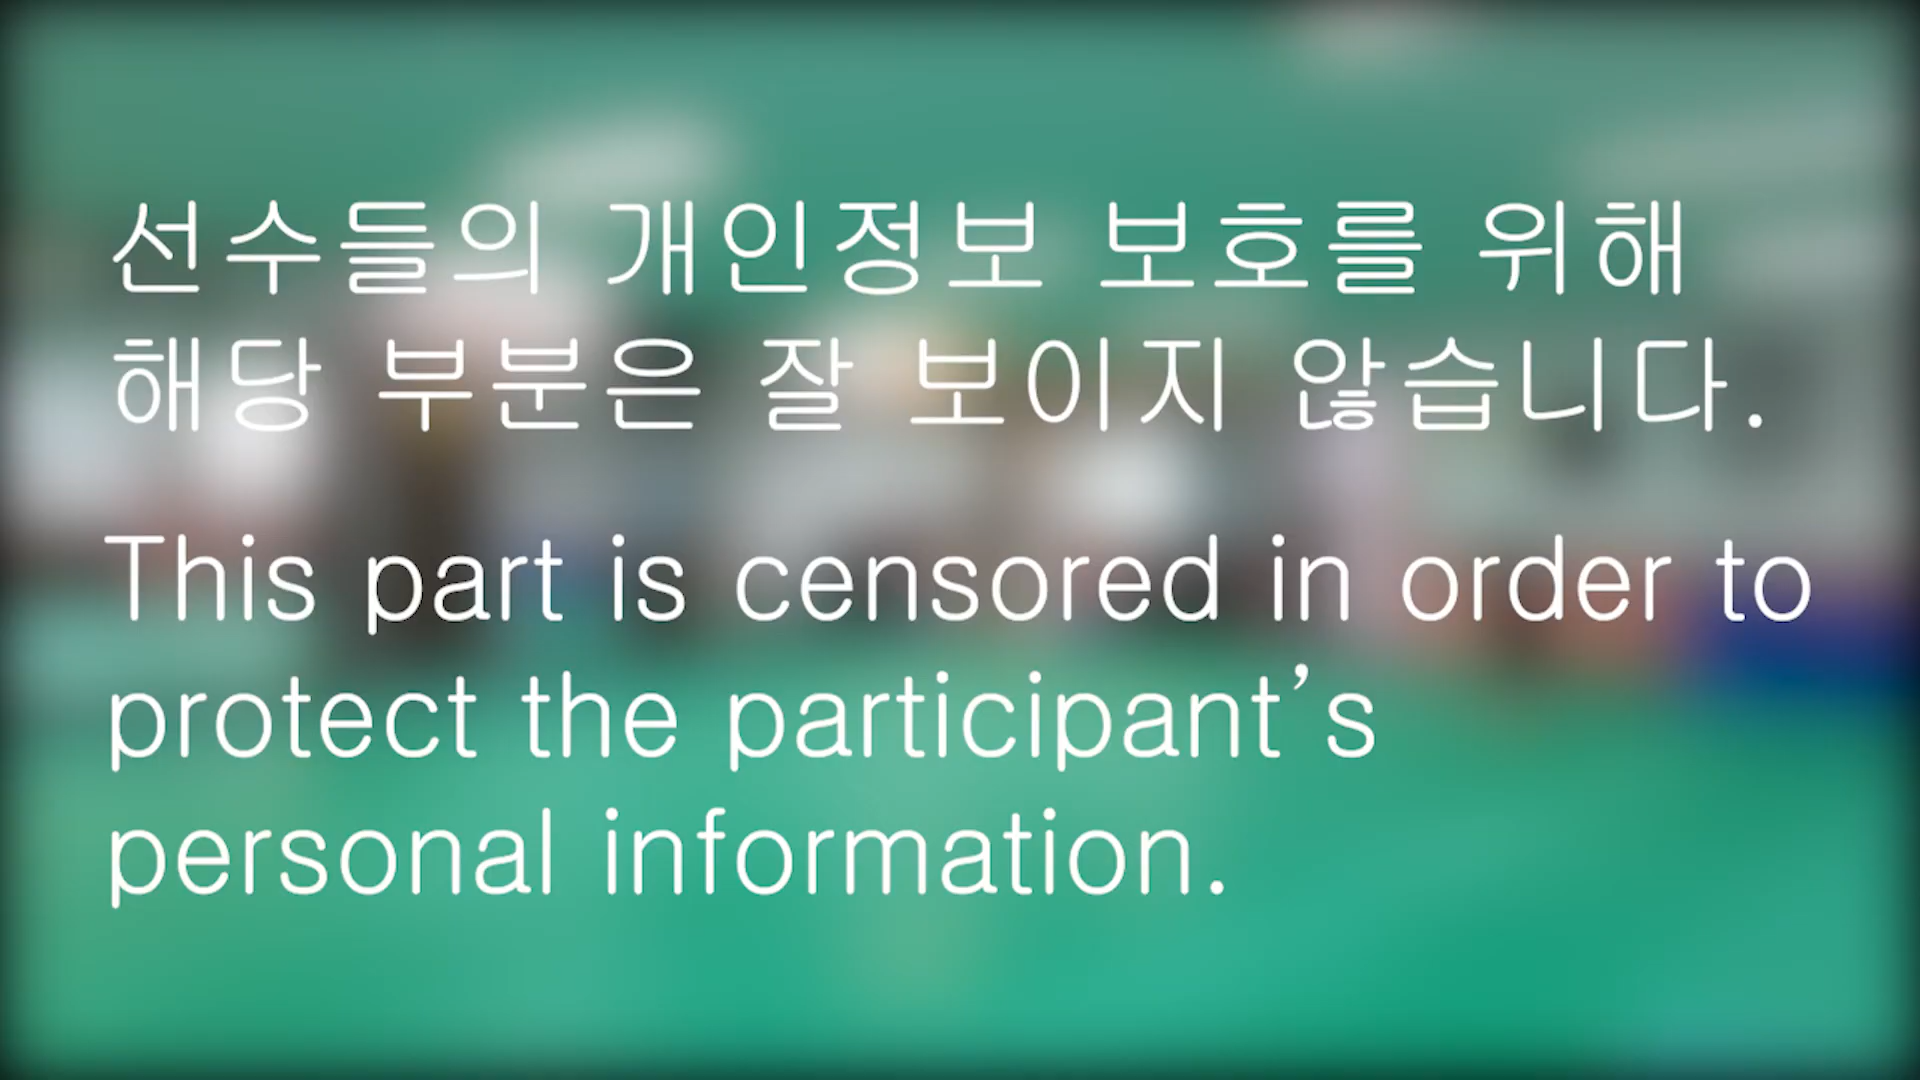 선수들의 개인정보 보호를 위해
해당 부분은 잘 보이지 않습니다.
This part is censored in order to
protect the participant’s
personal information.